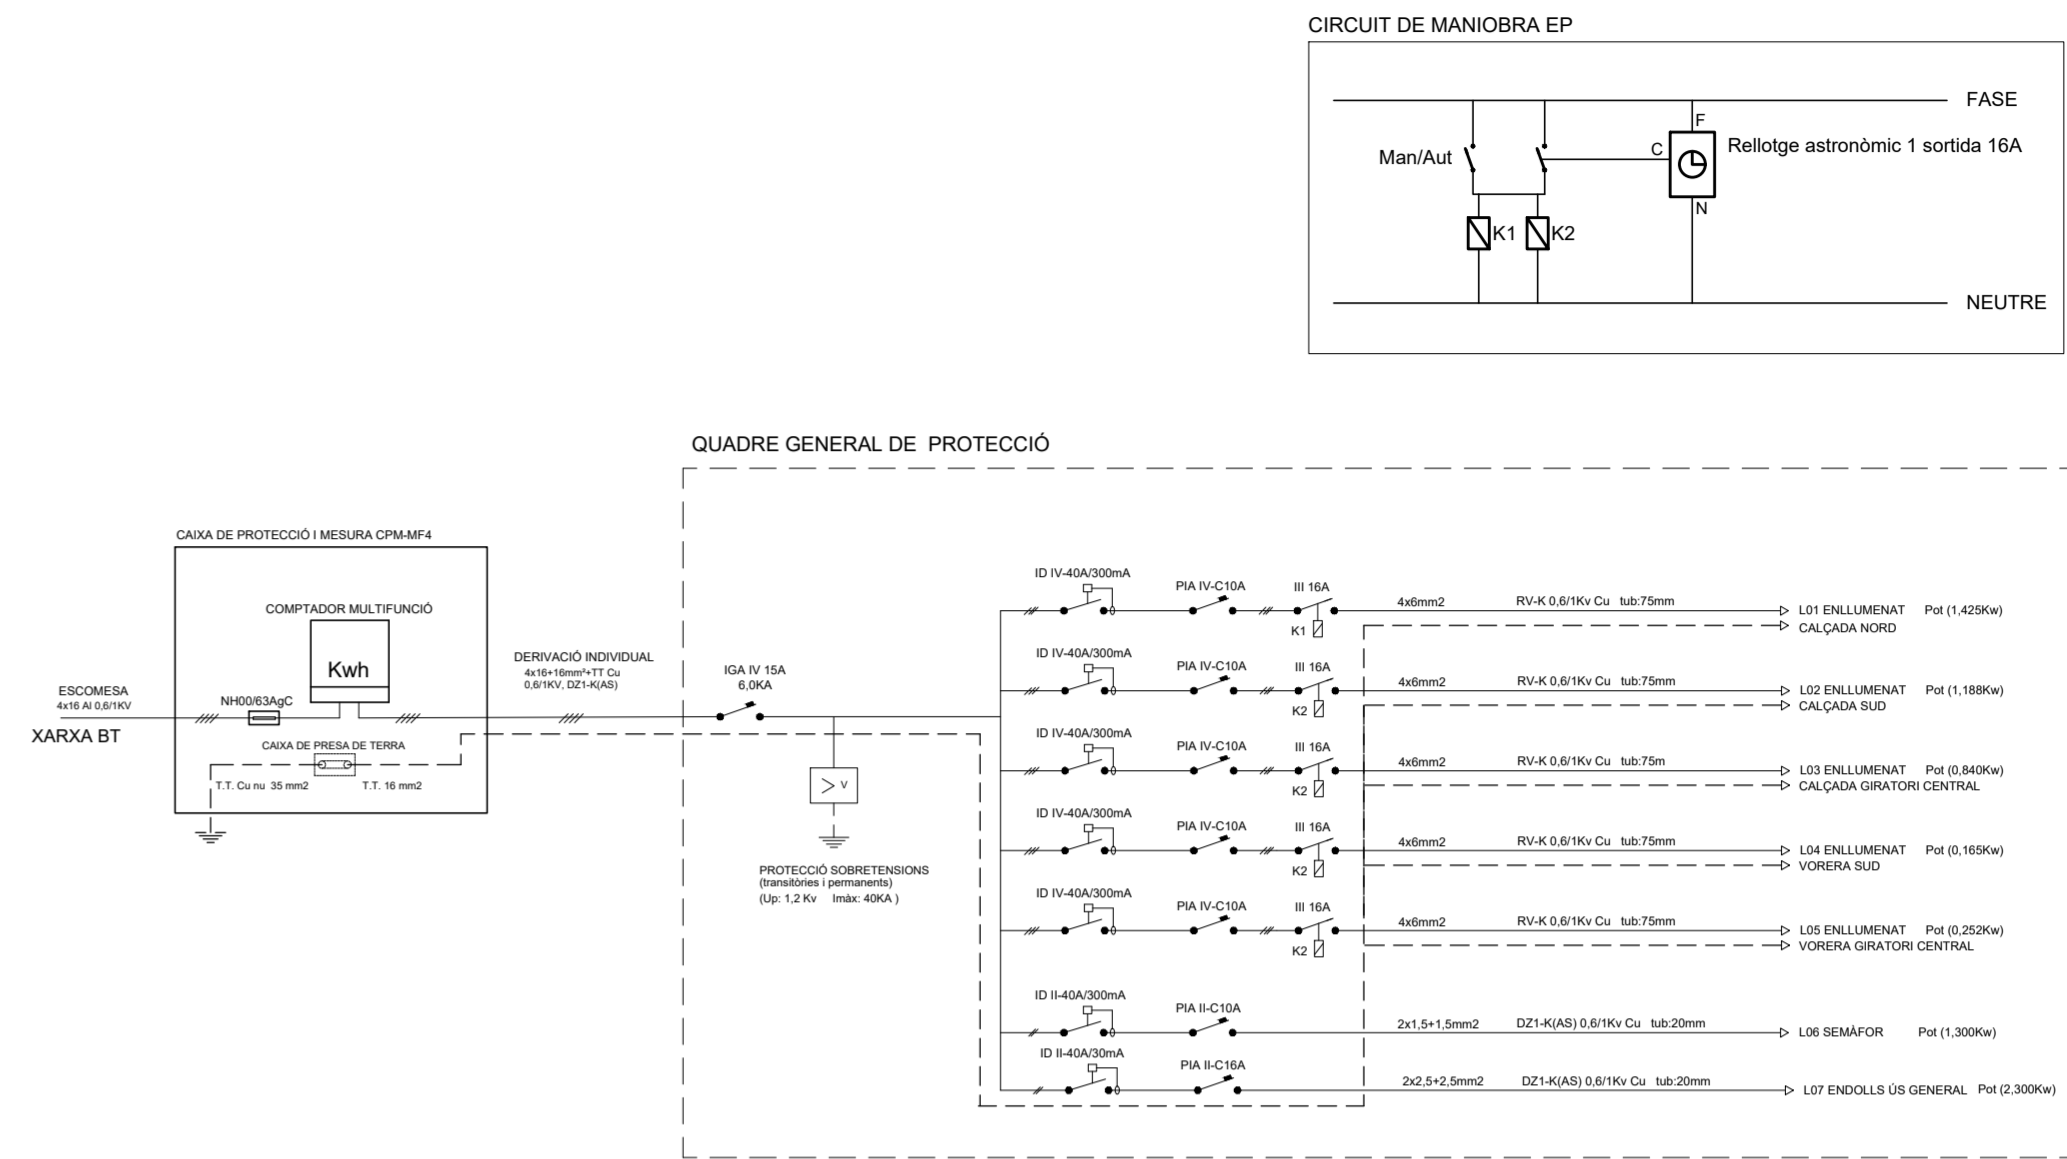 CIRCUIT DE MANIOBRA EP
FASE
F
Man/Aut
C
Rellotge astronòmic 1 sortida 16A
N
K1
K2
NEUTRE
QUADRE GENERAL DE PROTECCIÓ
CAIXA DE PROTECCIÓ I MESURA CPM-MF4
COMPTADOR MULTIFUNCIÓ
Kwh
ESCOMESA
4x16 Al 0,6/1KV
XARXA BT
NH00/63AgC
CAIXA DE PRESA DE TERRA
T.T. Cu nu 35 mm2
T.T. 16 mm2
DERIVACIÓ INDIVIDUAL
4x16+16mm²+TT Cu
0,6/1KV, DZ1-K(AS)
IGA IV 15A
6,0KA
> V
PROTECCIÓ SOBRETENSIONS
(transitòries i permanents)
(Up: 1,2 Kv Imàx: 40KA )
ID IV-40A/300mA PIA IV-C10A III 16A
K1
4x6mm2 RV-K 0,6/1Kv Cu tub:75mm
L01 ENLLUMENAT Pot (1,425Kw)
CALÇADA NORD
ID IV-40A/300mA PIA IV-C10A III 16A
K2
4x6mm2 RV-K 0,6/1Kv Cu tub:75mm
L02 ENLLUMENAT Pot (1,188Kw)
CALÇADA SUD
ID IV-40A/300mA PIA IV-C10A III 16A
K2
4x6mm2 RV-K 0,6/1Kv Cu tub:75m
L03 ENLLUMENAT Pot (0,840Kw)
CALÇADA GIRATORI CENTRAL
ID IV-40A/300mA PIA IV-C10A III 16A
K2
4x6mm2 RV-K 0,6/1Kv Cu tub:75mm
L04 ENLLUMENAT Pot (0,165Kw)
VORERA SUD
ID IV-40A/300mA PIA IV-C10A III 16A
K2
4x6mm2 RV-K 0,6/1Kv Cu tub:75mm
L05 ENLLUMENAT Pot (0,252Kw)
VORERA GIRATORI CENTRAL
ID II-40A/300mA PIA II-C10A
2x1,5+1,5mm2 DZ1-K(AS) 0,6/1Kv Cu tub:20mm
L06 SEMÀFOR Pot (1,300Kw)
ID II-40A/30mA PIA II-C16A
2x2,5+2,5mm2 DZ1-K(AS) 0,6/1Kv Cu tub:20mm
L07 ENDOLLS ÚS GENERAL Pot (2,300Kw)